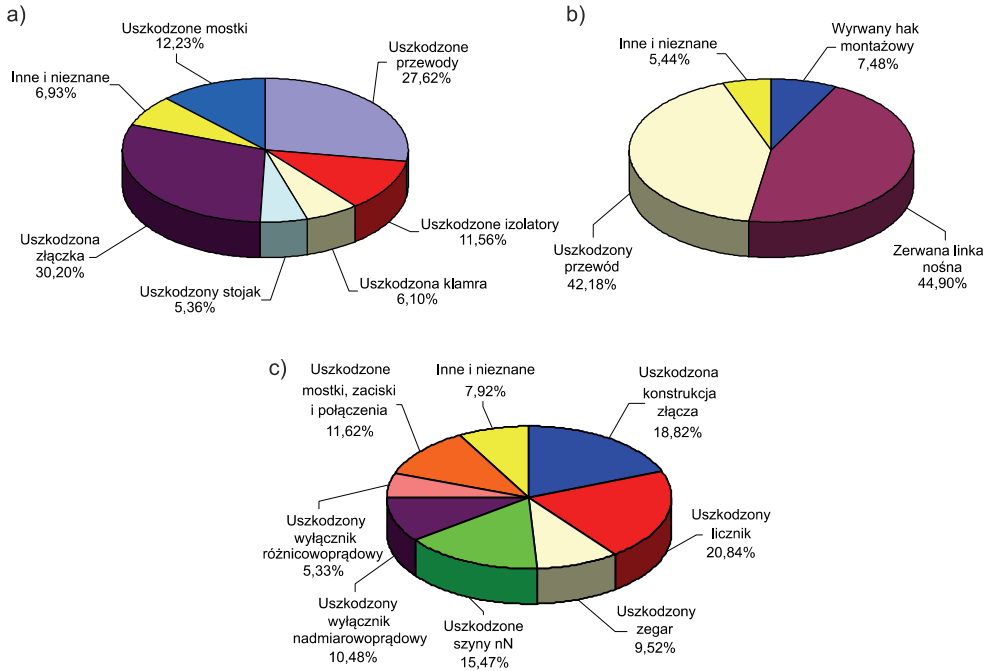 a)
Uszkodzone mostki
12,23%
Uszkodzone
przewody
27,62%
Inne i nieznane
6,93%
Uszkodzone izolatory
11,56%
Uszkodzona
złączka
30,20%
Uszkodzona klamra
6,10%
Uszkodzony stojak
5,36%
b)
Wyrwany hak
montażowy
7,48%
Inne i nieznane
5,44%
Uszkodzony
przewód
42,18%
Zerwana linka
nośna
44,90%
c)
Uszkodzone
mostki, zaciski
i połączenia
11,62%
Inne i nieznane
7,92%
Uszkodzona
konstrukcja
złącza
18,82%
Uszkodzony
licznik
20,84%
Uszkodzony
wyłącznik
różnicowoprądowy
5,33%
Uszkodzony
wyłącznik
nadmiarowoprądowy
10,48%
Uszkodzone
szyny nN
15,47%
Uszkodzony
zegar
9,52%